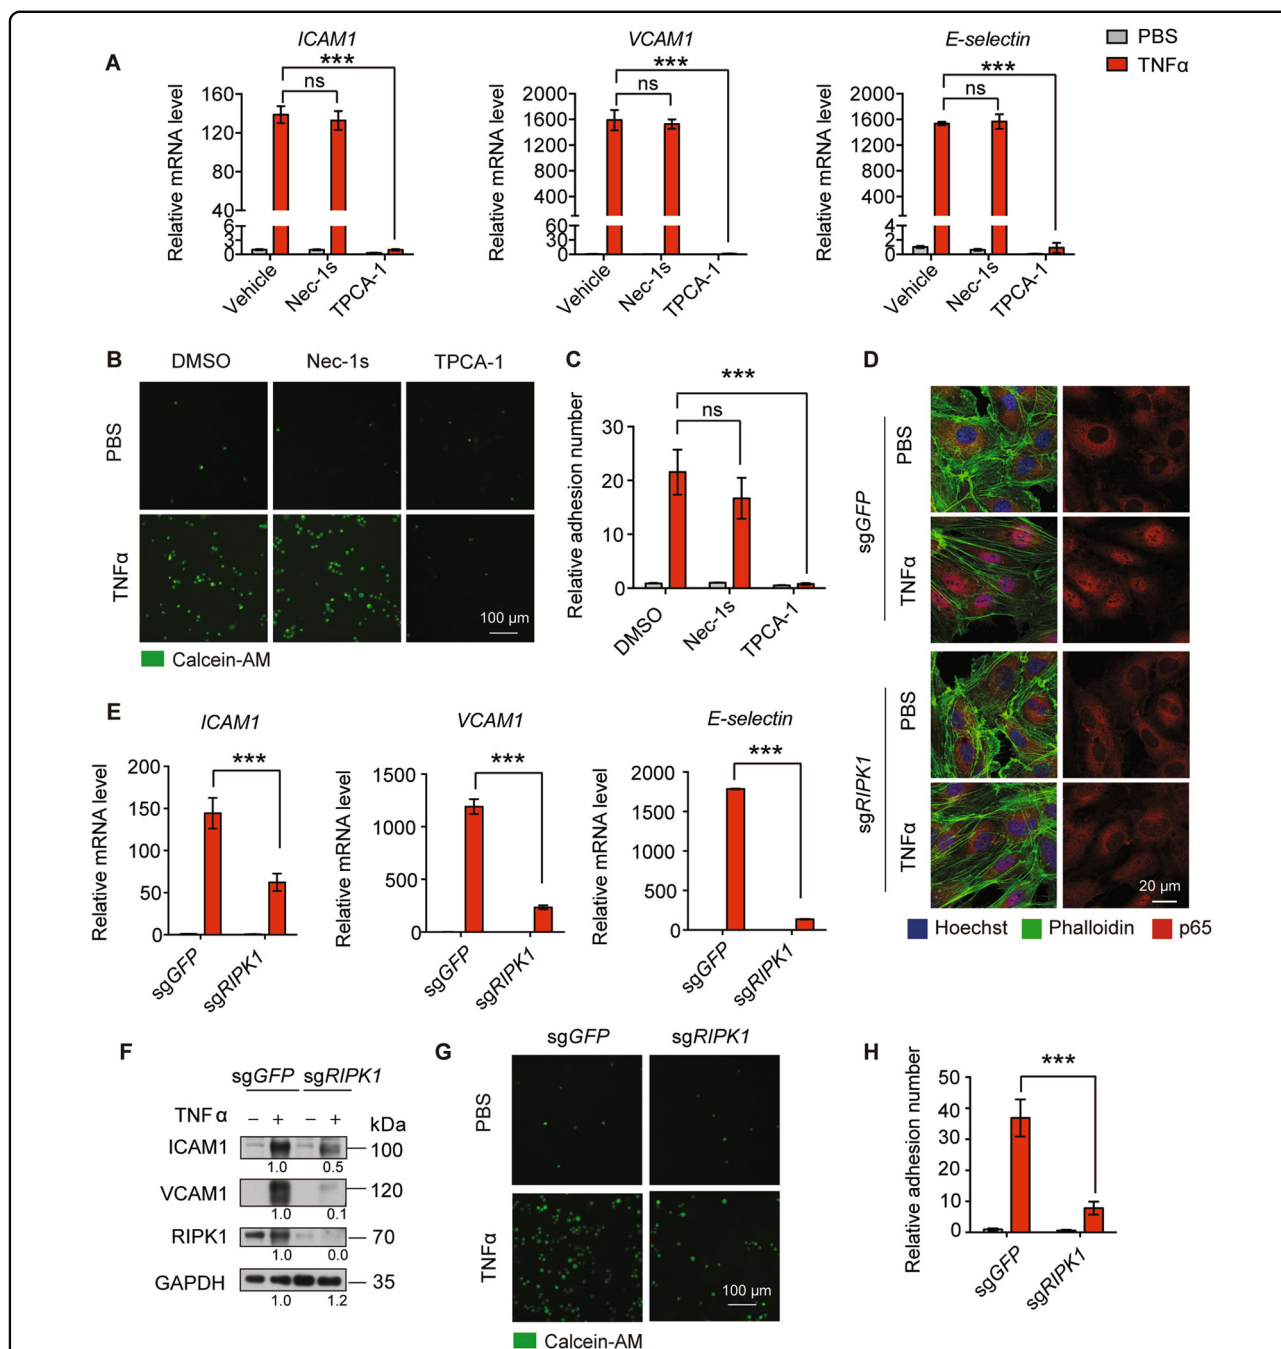 A
ICAM1
***
ns
Relative mRNA level
160
120
80
40
6
3
0
Vehicle
Nec-1s
TPCA-1
VCAM1
***
ns
Relative mRNA level
2000
1600
1200
800
400
60
30
0
Vehicle
Nec-1s
TPCA-1
E-selectin
***
ns
Relative mRNA level
2000
1600
1200
800
400
4
2
0
Vehicle
Nec-1s
TPCA-1
PBS
TNFα
B
DMSO
Nec-1s
TPCA-1
PBS
TNFα
100 µm
Calcein-AM
C
***
ns
Relative adhesion number
30
20
10
0
DMSO
Nec-1s
TPCA-1
D
sgGFP
PBS
TNFα
sgRIPK1
PBS
TNFα
20 µm
Hoechst
Phalloidin
p65
E
ICAM1
***
Relative mRNA level
200
150
100
50
0
sgGFP
sgRIPK1
VCAM1
***
Relative mRNA level
1500
1000
500
0
sgGFP
sgRIPK1
E-selectin
***
Relative mRNA level
2000
1500
1000
500
0
sgGFP
sgRIPK1
F
sgGFP sgRIPK1
TNFα – + – + kDa
ICAM1 100
1.0 0.5
VCAM1 120
1.0 0.1
RIPK1 70
1.0 0.0
GAPDH 35
1.0 1.2
G
sgGFP
sgRIPK1
PBS
TNFα
100 µm
Calcein-AM
H
***
Relative adhesion number
50
40
30
20
10
0
sgGFP
sgRIPK1